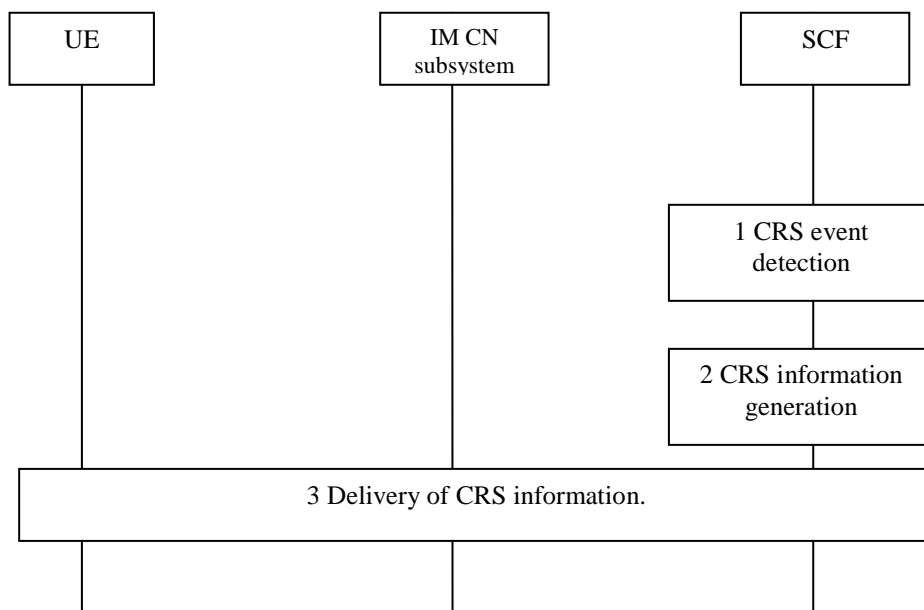 UE
IM CN
subsystem
SCF
1 CRS event
detection
2 CRS information
generation
3 Delivery of CRS information.